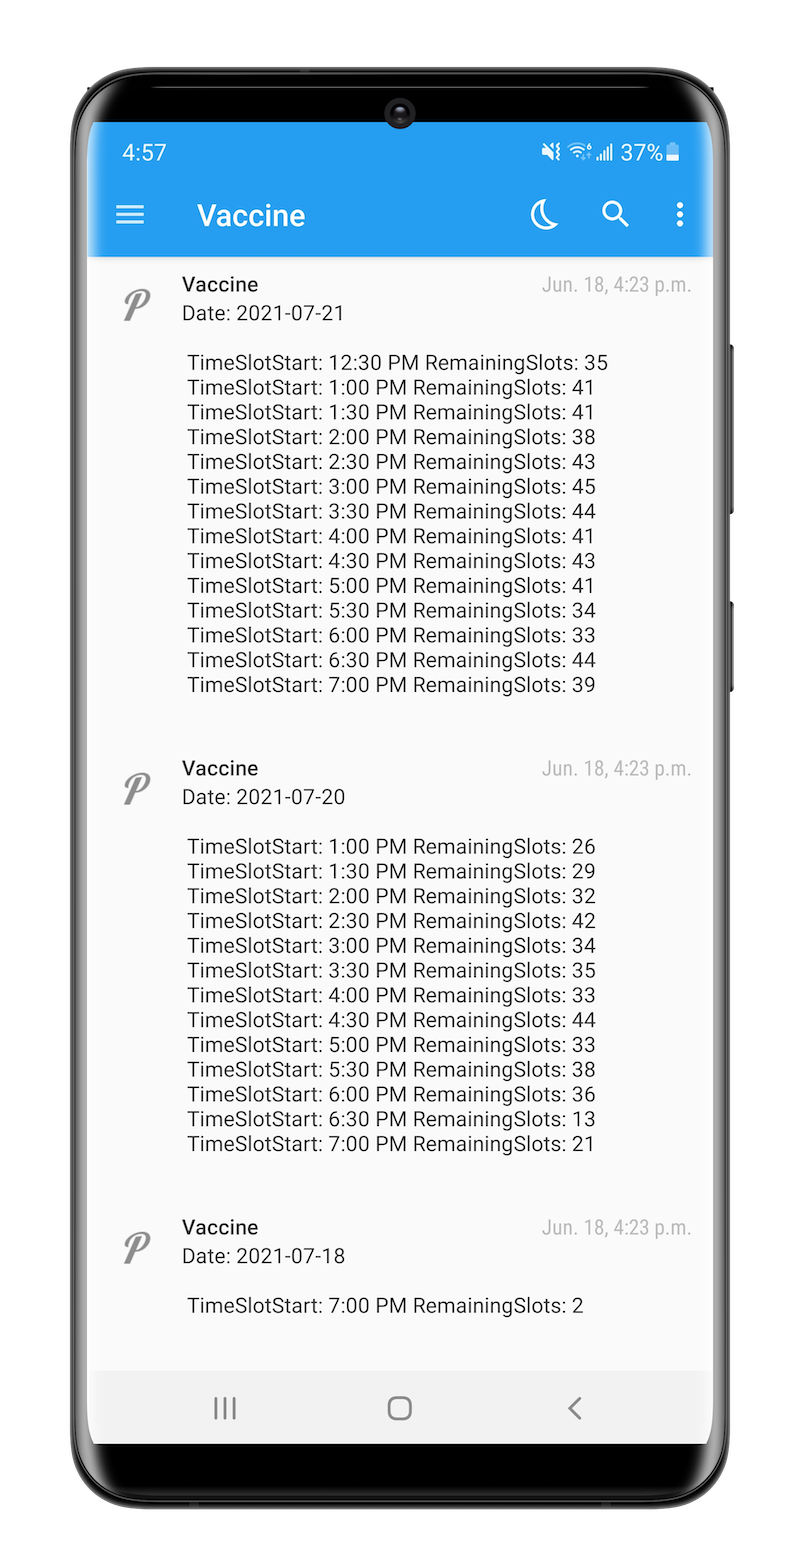 4:57 37%
Vaccine
Vaccine Jun. 18, 4:23 p.m.
Date: 2021-07-21
TimeSlotStart: 12:30 PM RemainingSlots: 35
TimeSlotStart: 1:00 PM RemainingSlots: 41
TimeSlotStart: 1:30 PM RemainingSlots: 41
TimeSlotStart: 2:00 PM RemainingSlots: 38
TimeSlotStart: 2:30 PM RemainingSlots: 43
TimeSlotStart: 3:00 PM RemainingSlots: 45
TimeSlotStart: 3:30 PM RemainingSlots: 44
TimeSlotStart: 4:00 PM RemainingSlots: 41
TimeSlotStart: 4:30 PM RemainingSlots: 43
TimeSlotStart: 5:00 PM RemainingSlots: 41
TimeSlotStart: 5:30 PM RemainingSlots: 34
TimeSlotStart: 6:00 PM RemainingSlots: 33
TimeSlotStart: 6:30 PM RemainingSlots: 44
TimeSlotStart: 7:00 PM RemainingSlots: 39
Vaccine Jun. 18, 4:23 p.m.
Date: 2021-07-20
TimeSlotStart: 1:00 PM RemainingSlots: 26
TimeSlotStart: 1:30 PM RemainingSlots: 29
TimeSlotStart: 2:00 PM RemainingSlots: 32
TimeSlotStart: 2:30 PM RemainingSlots: 42
TimeSlotStart: 3:00 PM RemainingSlots: 34
TimeSlotStart: 3:30 PM RemainingSlots: 35
TimeSlotStart: 4:00 PM RemainingSlots: 33
TimeSlotStart: 4:30 PM RemainingSlots: 44
TimeSlotStart: 5:00 PM RemainingSlots: 33
TimeSlotStart: 5:30 PM RemainingSlots: 38
TimeSlotStart: 6:00 PM RemainingSlots: 36
TimeSlotStart: 6:30 PM RemainingSlots: 13
TimeSlotStart: 7:00 PM RemainingSlots: 21
Vaccine Jun. 18, 4:23 p.m.
Date: 2021-07-18
TimeSlotStart: 7:00 PM RemainingSlots: 2